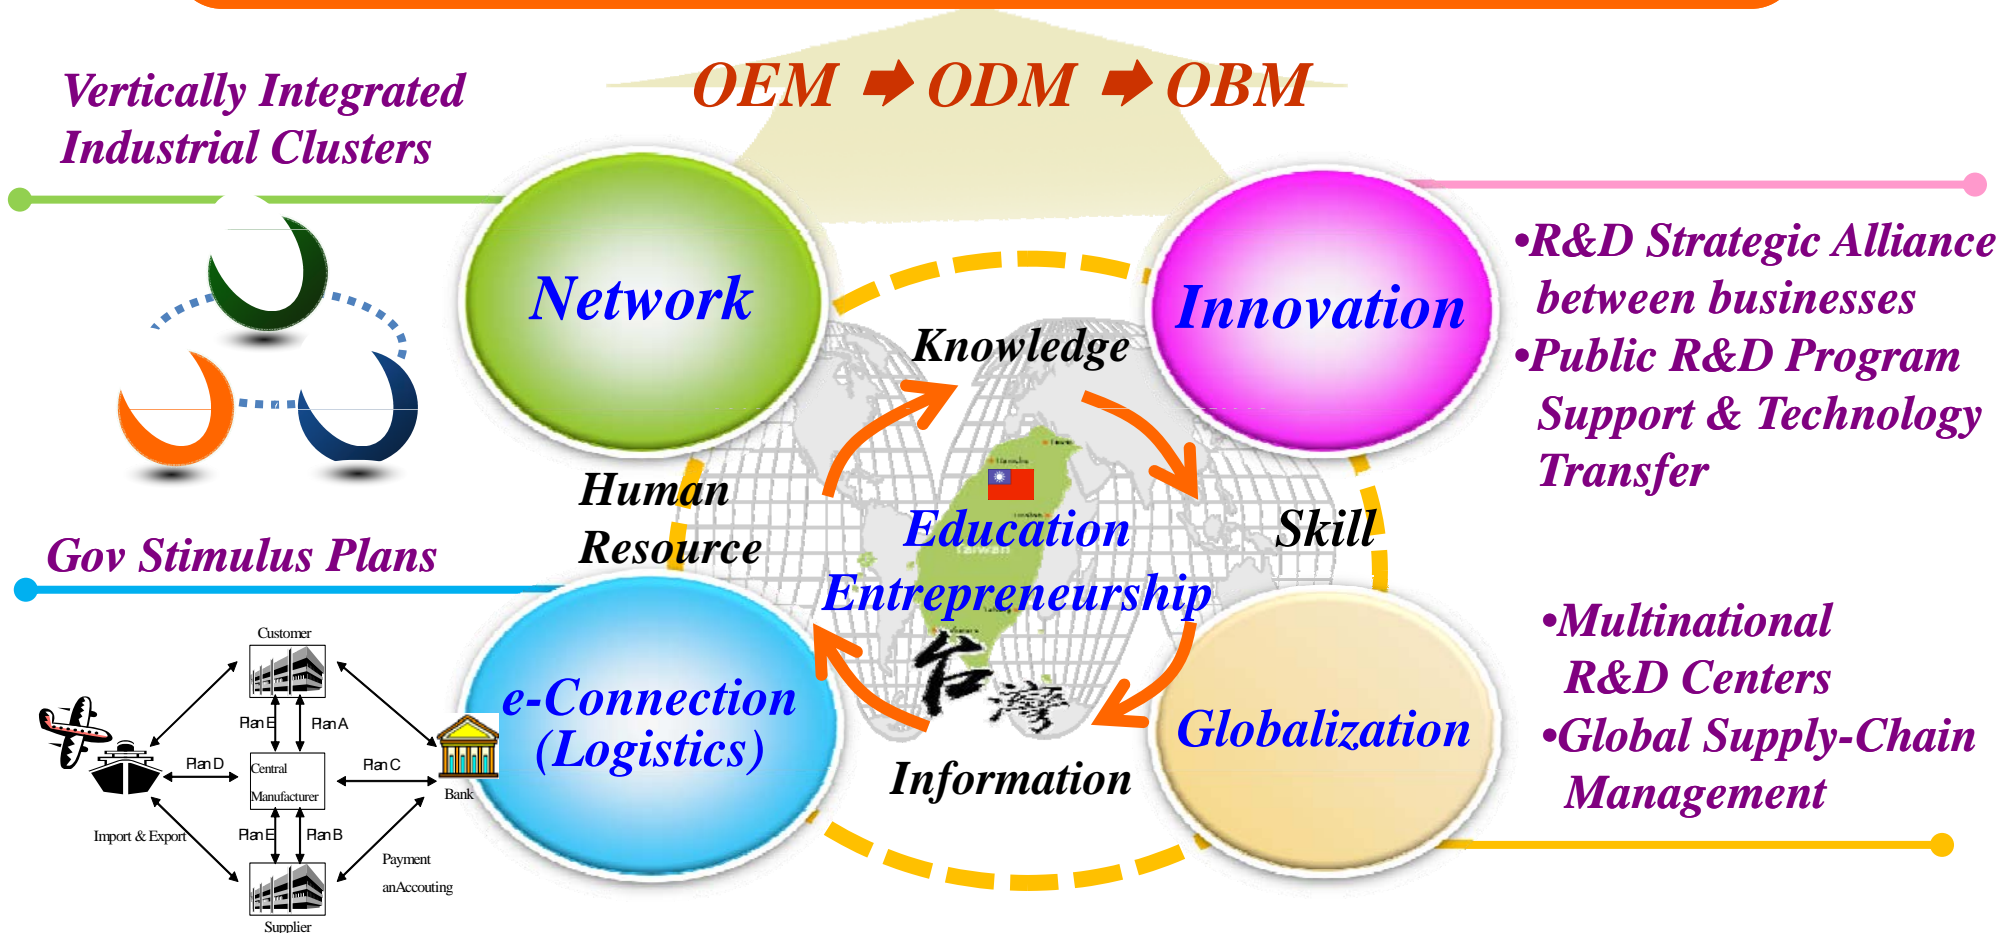 OEM ➡ ODM ➡ OBM
Vertically Integrated
Industrial Clusters
Network
Innovation
•R&D Strategic Alliance
between businesses
•Public R&D Program
Support & Technology
Transfer
Knowledge
Human
Resource
Skill
Education
Entrepreneurship
台灣
Information
Gov Stimulus Plans
e-Connection
(Logistics)
Globalization
•Multinational
R&D Centers
•Global Supply-Chain
Management
Customer
Plan E
Plan A
Plan D
Central
Manufacturer
Plan C
Bank
Import & Export
Plan E
Plan B
Payment
anAccouting
Supplier